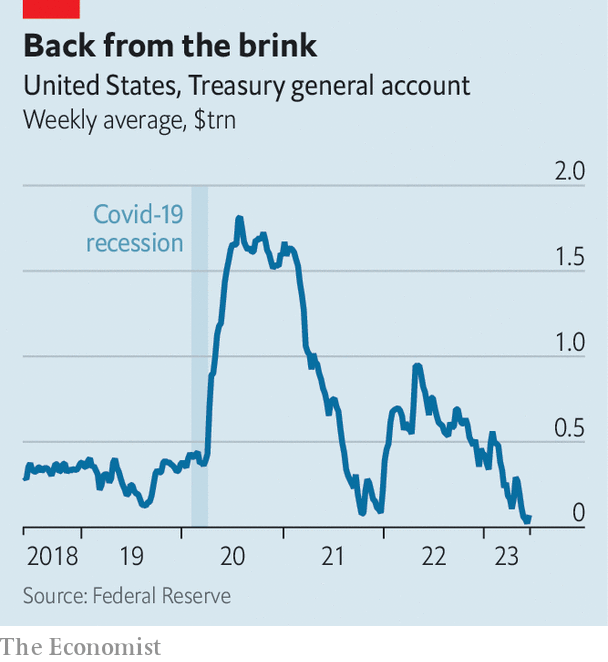 Back from the brink
United States, Treasury general account
Weekly average, $trn
2.0
Covid-19
recession
1.5
1.0
0.5
0
2018 19 20 21 22 23
Source: Federal Reserve
The Economist